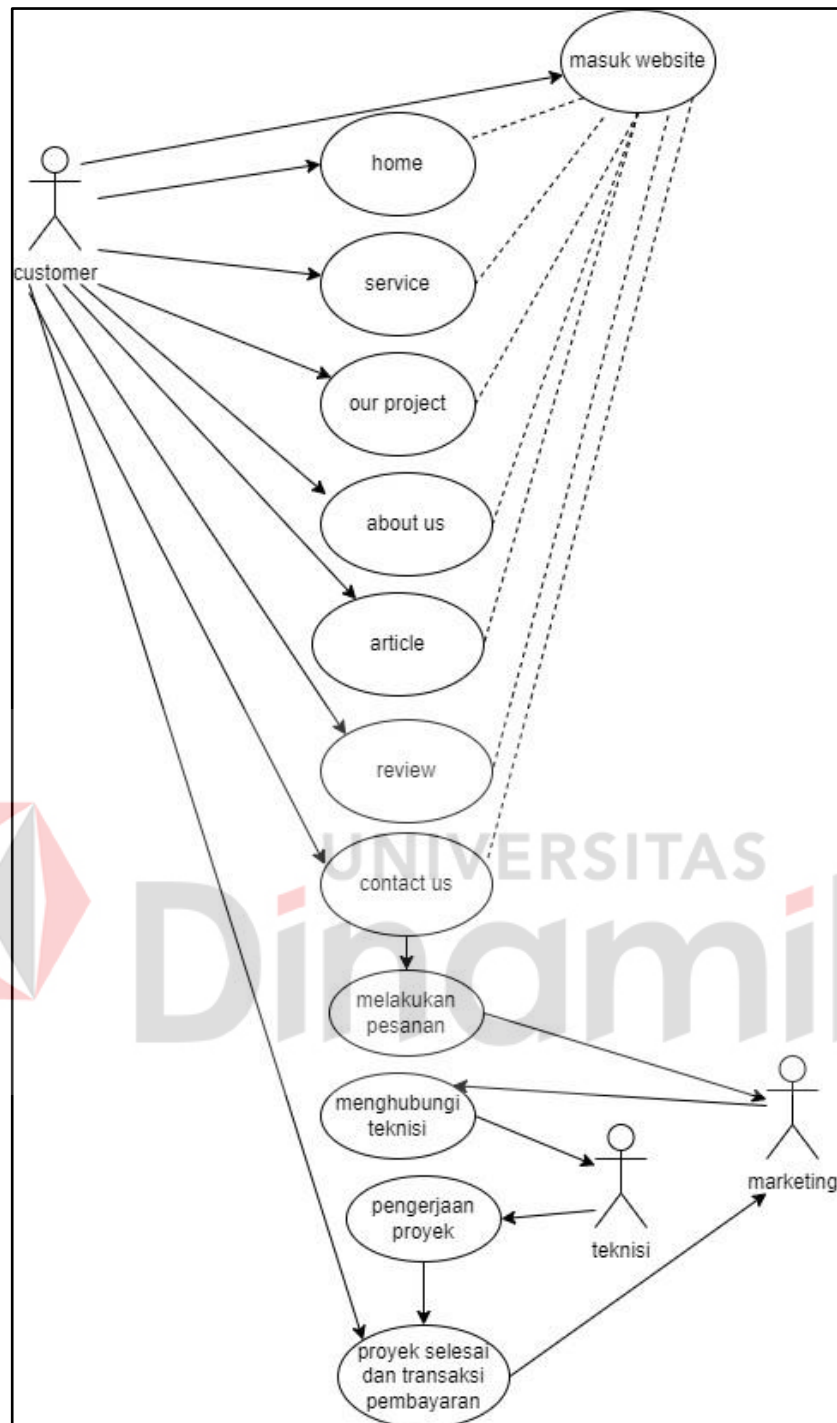 masuk website
home
customer
service
our project
about us
article
review
UNIVERSITAS
contact us
Dinami
melakukan
pesanan
menghubungi
teknisi
marketing
pengerjaan
proyek
teknisi
proyek selesai
dan transaksi
pembayaran